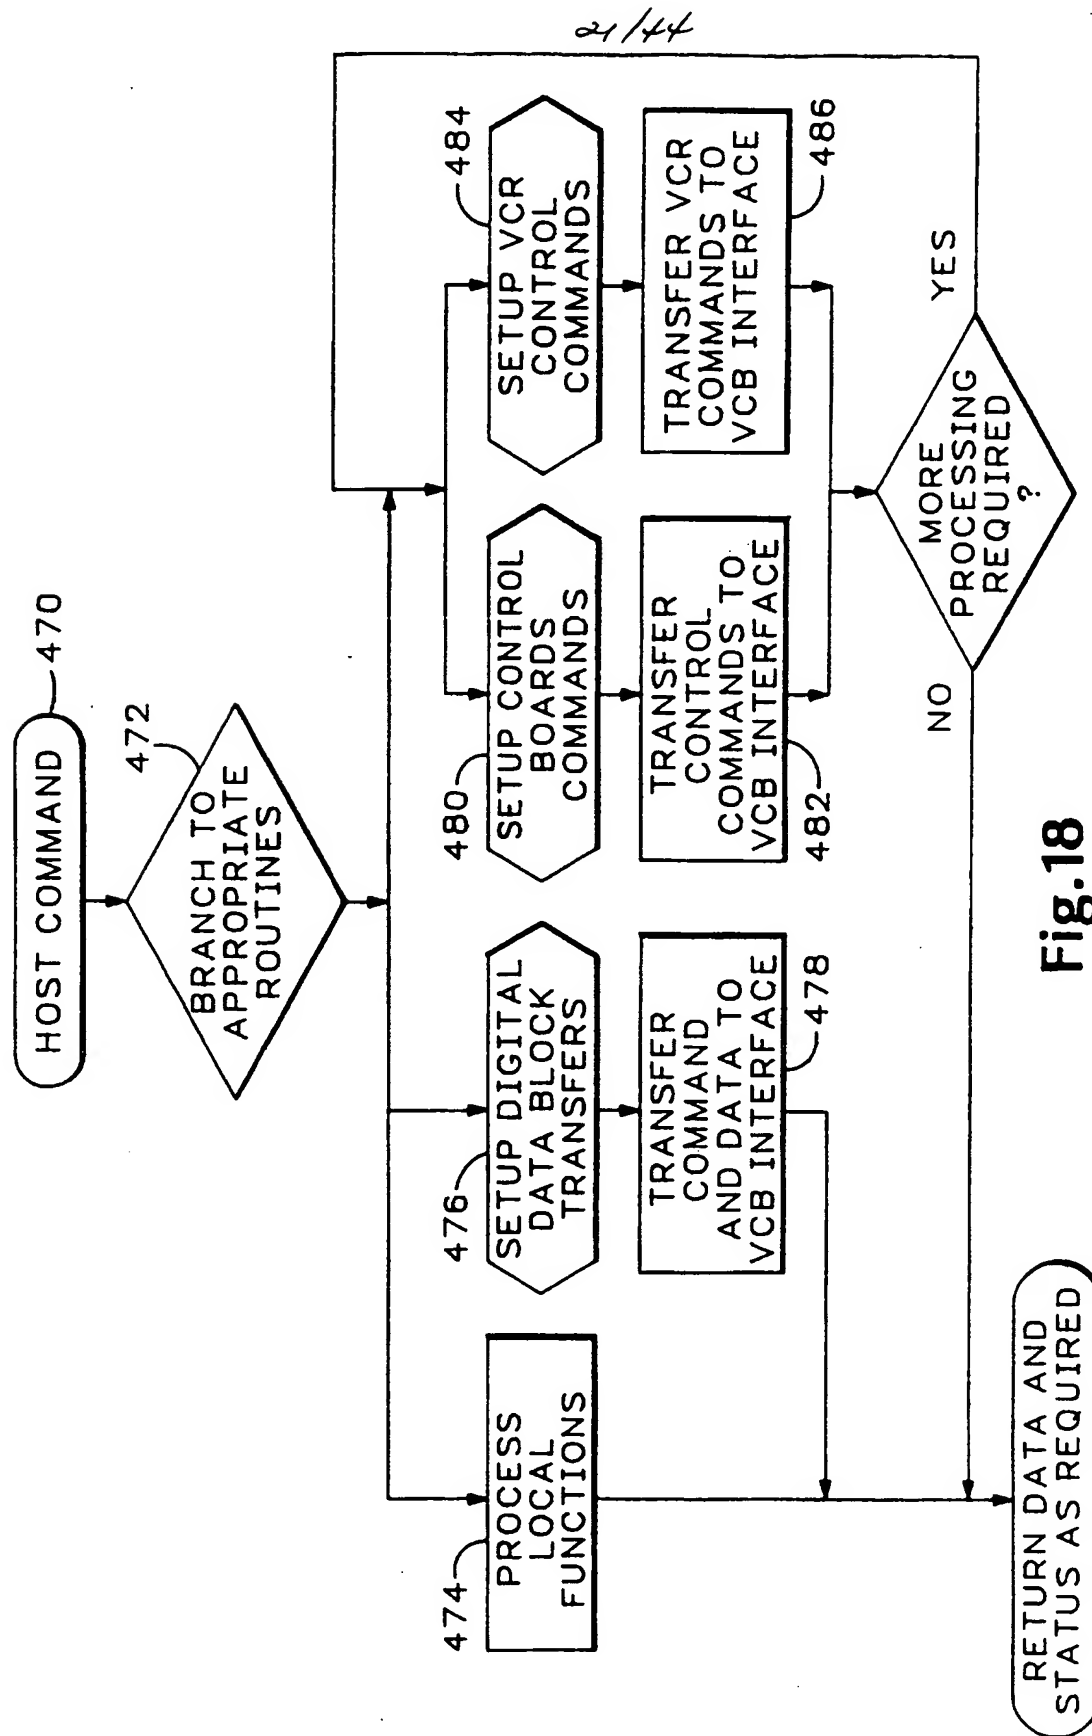 21/44
HOST COMMAND
470
472
BRANCH TO
APPROPRIATE
ROUTINES
474
PROCESS
LOCAL
FUNCTIONS
476
SETUP DIGITAL
DATA BLOCK
TRANSFERS
TRANSFER
COMMAND
AND DATA TO
VCB INTERFACE
478
480
SETUP CONTROL
BOARDS
COMMANDS
TRANSFER
CONTROL
COMMANDS TO
VCB INTERFACE
482
484
SETUP VCR
CONTROL
COMMANDS
TRANSFER VCR
COMMANDS TO
VCB INTERFACE
486
MORE
PROCESSING
REQUIRED
?
YES
NO
RETURN DATA AND
STATUS AS REQUIRED
Fig.18